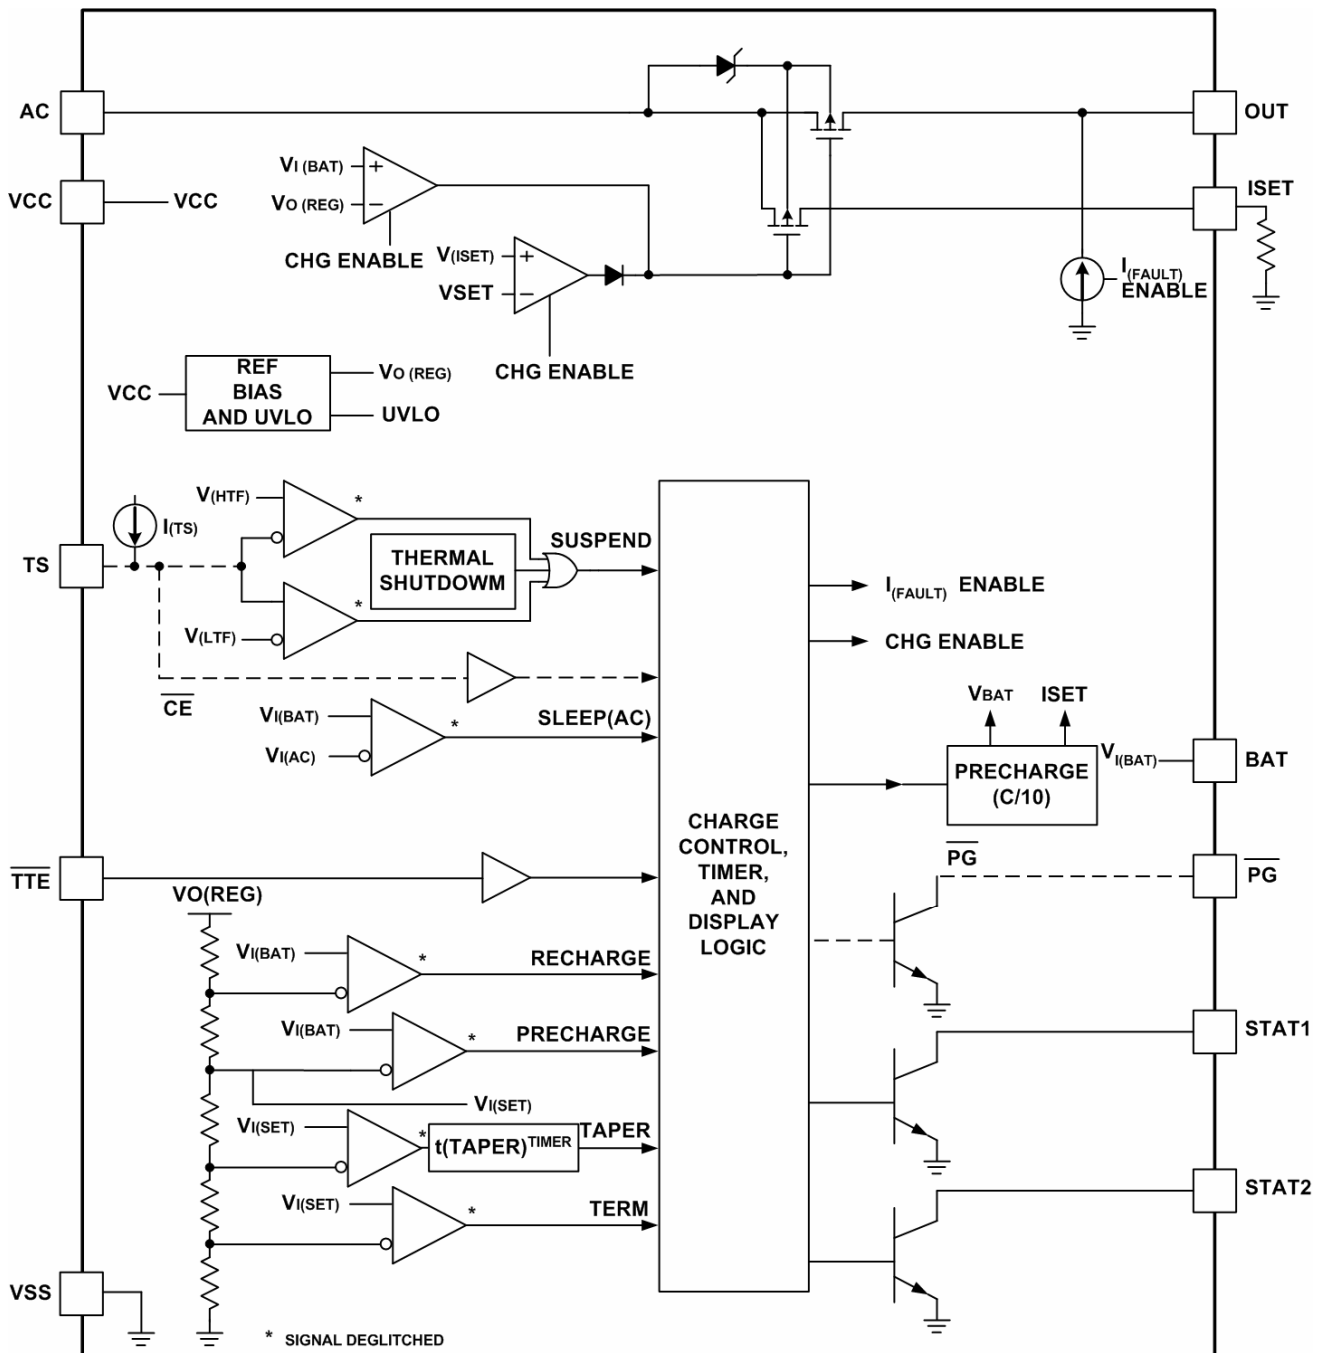 AC
OUT
VI (BAT)
+
VCC
VCC
VO (REG)
−
ISET
CHG ENABLE
V(ISET)
+
VSET
−
I(FAULT)
ENABLE
CHG ENABLE
VCC
REF
BIAS
AND UVLO
VO (REG)
UVLO
V(HTF)
*
I(TS)
TS
THERMAL
SHUTDOWM
SUSPEND
*
V(LTF)
I(FAULT) ENABLE
CHG ENABLE
CE
VI(BAT)
*
SLEEP(AC)
VI(AC)
VBAT
ISET
VI(BAT)
BAT
PRECHARGE
(C/10)
CHARGE
CONTROL,
TIMER,
AND
DISPLAY
LOGIC
TTE
VO(REG)
PG
PG
VI(BAT)
*
RECHARGE
VI(BAT)
*
PRECHARGE
STAT1
VI(SET)
VI(SET)
*
t(TAPER)TIMER
TAPER
VI(SET)
*
TERM
STAT2
VSS
* SIGNAL DEGLITCHED